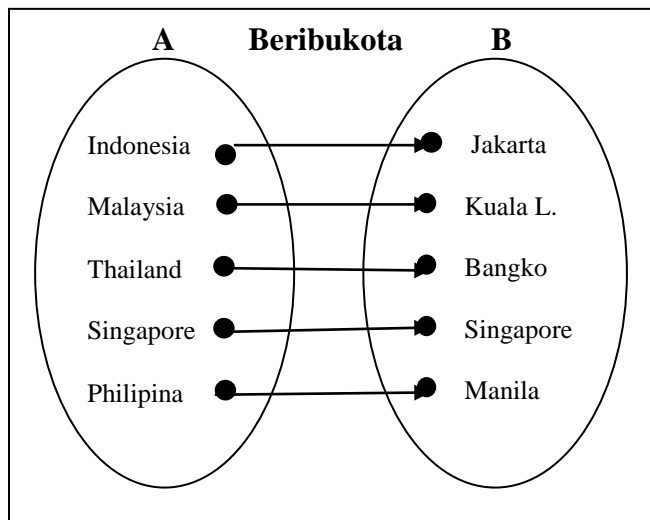 A Beribukota B
Indonesia Jakarta
Malaysia Kuala L.
Thailand Bangko
Singapore Singapore
Philipina Manila